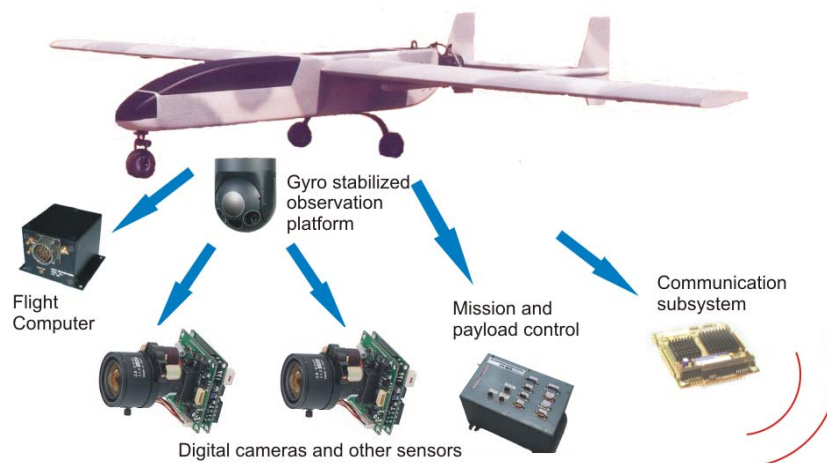 Gyro stabilized
observation
platform
Flight
Computer
Mission and
payload control
Communication
subsystem
Digital cameras and other sensors